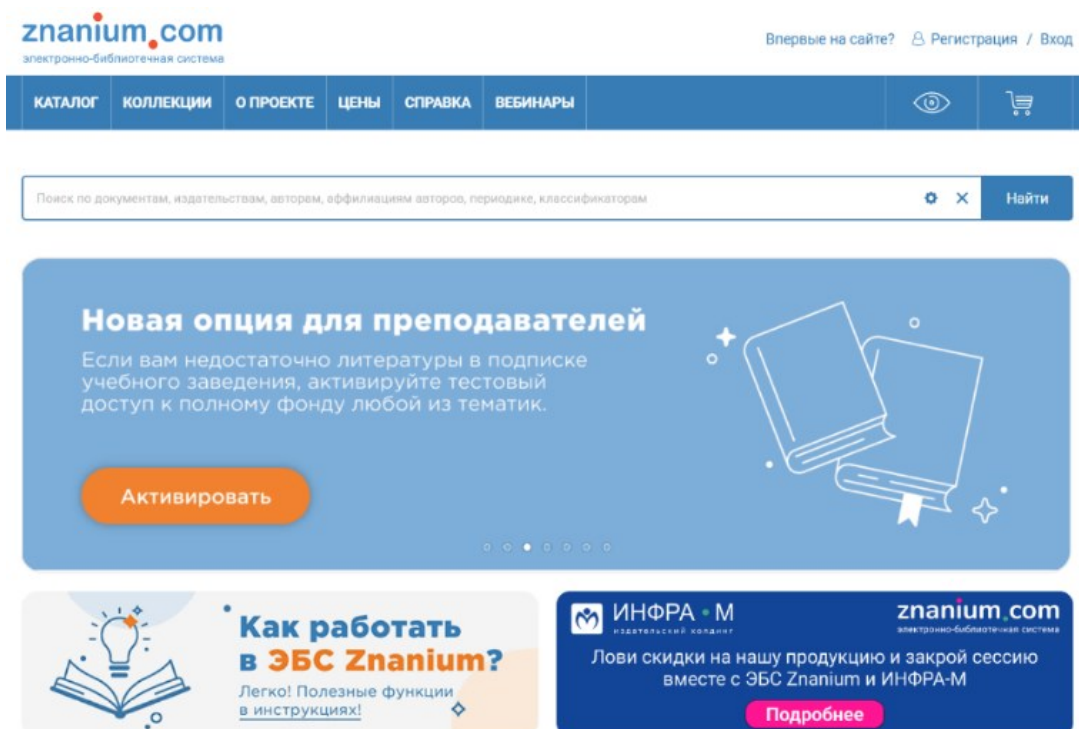 znanium.com
электронно-библиотечная система
Впервые на сайте? Регистрация / Вход
КАТАЛОГ КОЛЛЕКЦИИ О ПРОЕКТЕ ЦЕНЫ СПРАВКА ВЕБИНАРЫ
Поиск по документам, издательствам, авторам, аффилиациям авторов, периодике, классификаторам
Найти
Новая опция для преподавателей
Если вам недостаточно литературы в подписке
учебного заведения, активируйте тестовый
доступ к полному фонду любой из тематик.
Активировать
Как работать
в ЭБС Znanium?
Легко! Полезные функции
в инструкциях!
ИНФРА • М
издательский холдинг
znanium.com
электронно-библиотечная система
Лови скидки на нашу продукцию и закрой сессию
вместе с ЭБС Znanium и ИНФРА-М
Подробнее